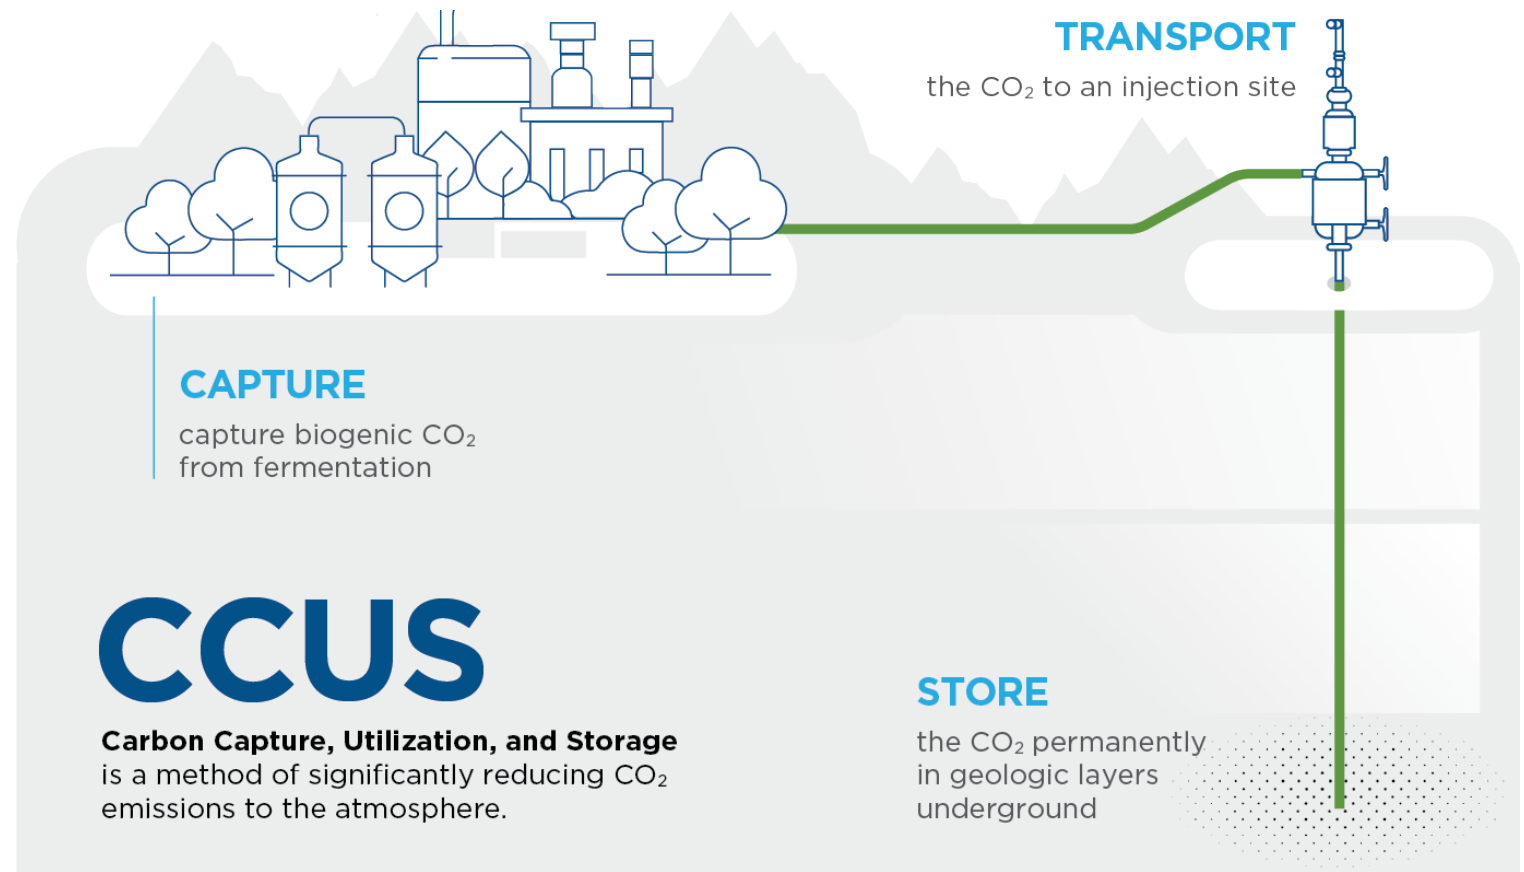 TRANSPORT
the CO₂ to an injection site
CAPTURE
capture biogenic CO₂
from fermentation
CCUS
Carbon Capture, Utilization, and Storage
is a method of significantly reducing CO₂
emissions to the atmosphere.
STORE
the CO₂ permanently
in geologic layers
underground